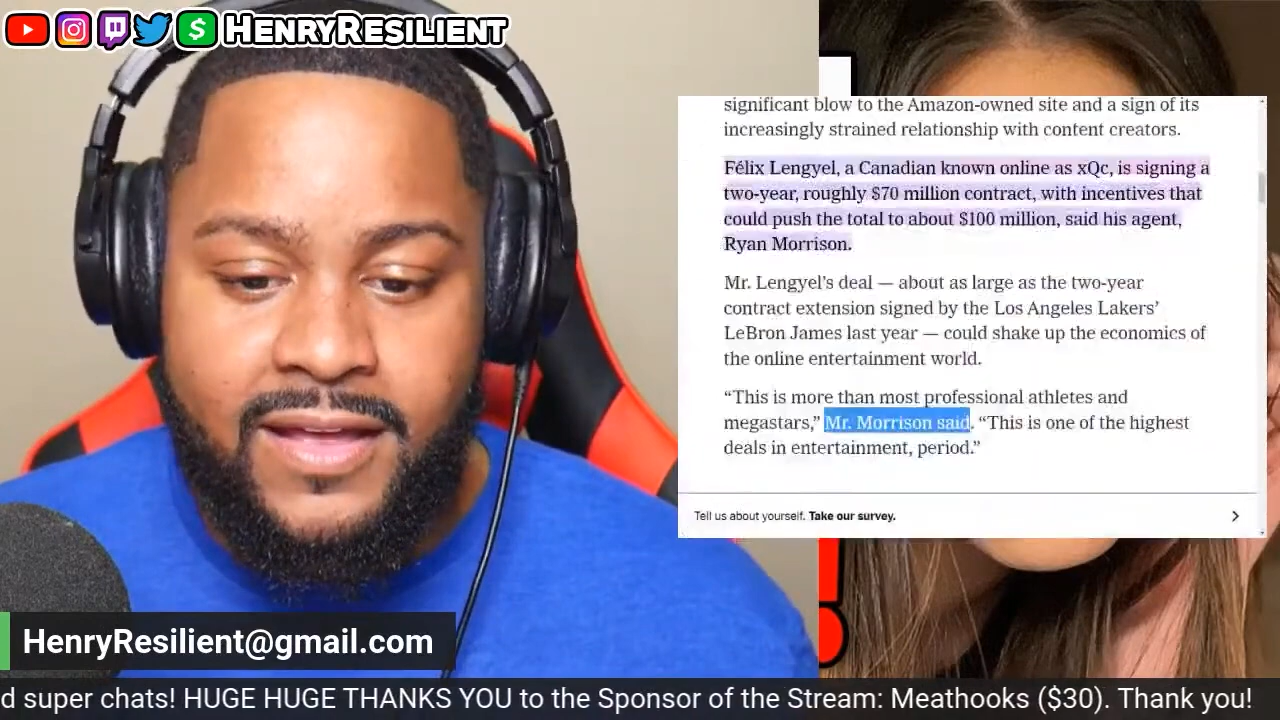 HenryResilient
significant blow to the Amazon-owned site and a sign of its
increasingly strained relationship with content creators.
Félix Lengyel, a Canadian known online as xQc, is signing a
two-year, roughly $70 million contract, with incentives that
could push the total to about $100 million, said his agent,
Ryan Morrison.
Mr. Lengyel’s deal — about as large as the two-year
contract extension signed by the Los Angeles Lakers’
LeBron James last year — could shake up the economics of
the online entertainment world.
“This is more than most professional athletes and
megastars,” Mr. Morrison said. “This is one of the highest
deals in entertainment, period.”
Tell us about yourself. Take our survey.
HenryResilient@gmail.com
d super chats! HUGE HUGE THANKS YOU to the Sponsor of the Stream: Meathooks ($30). Thank you!